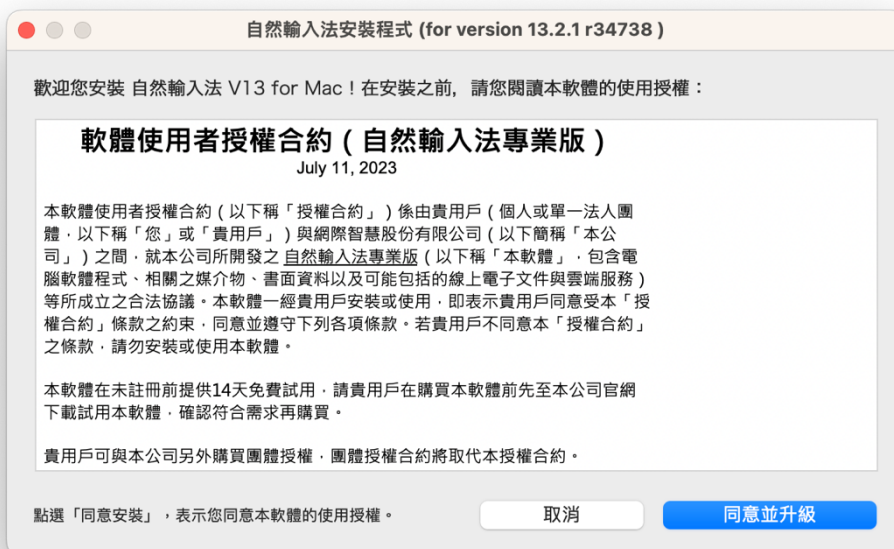 自然輸入法安裝程式 (for version 13.2.1 r34738 )
歡迎您安裝 自然輸入法 V13 for Mac！在安裝之前，請您閱讀本軟體的使用授權：
軟體使用者授權合約（自然輸入法專業版）
July 11, 2023
本軟體使用者授權合約（以下稱「授權合約」）係由貴用戶（個人或單一法人團
體，以下稱「您」或「貴用戶」）與網際智慧股份有限公司（以下簡稱「本公
司」）之間，就本公司所開發之 自然輸入法專業版（以下稱「本軟體」，包含電
腦軟體程式、相關之媒介物、書面資料以及可能包括的線上電子文件與雲端服務）
等所成立之合法協議。本軟體一經貴用戶安裝或使用，即表示貴用戶同意受本「授
權合約」條款之約束，同意並遵守下列各項條款。若貴用戶不同意本「授權合約」
之條款，請勿安裝或使用本軟體。
本軟體在未註冊前提供14天免費試用，請貴用戶在購買本軟體前先至本公司官網
下載試用本軟體，確認符合需求再購買。
貴用戶可與本公司另外購買團體授權，團體授權合約將取代本授權合約。
點選「同意安裝」，表示您同意本軟體的使用授權。
取消
同意並升級